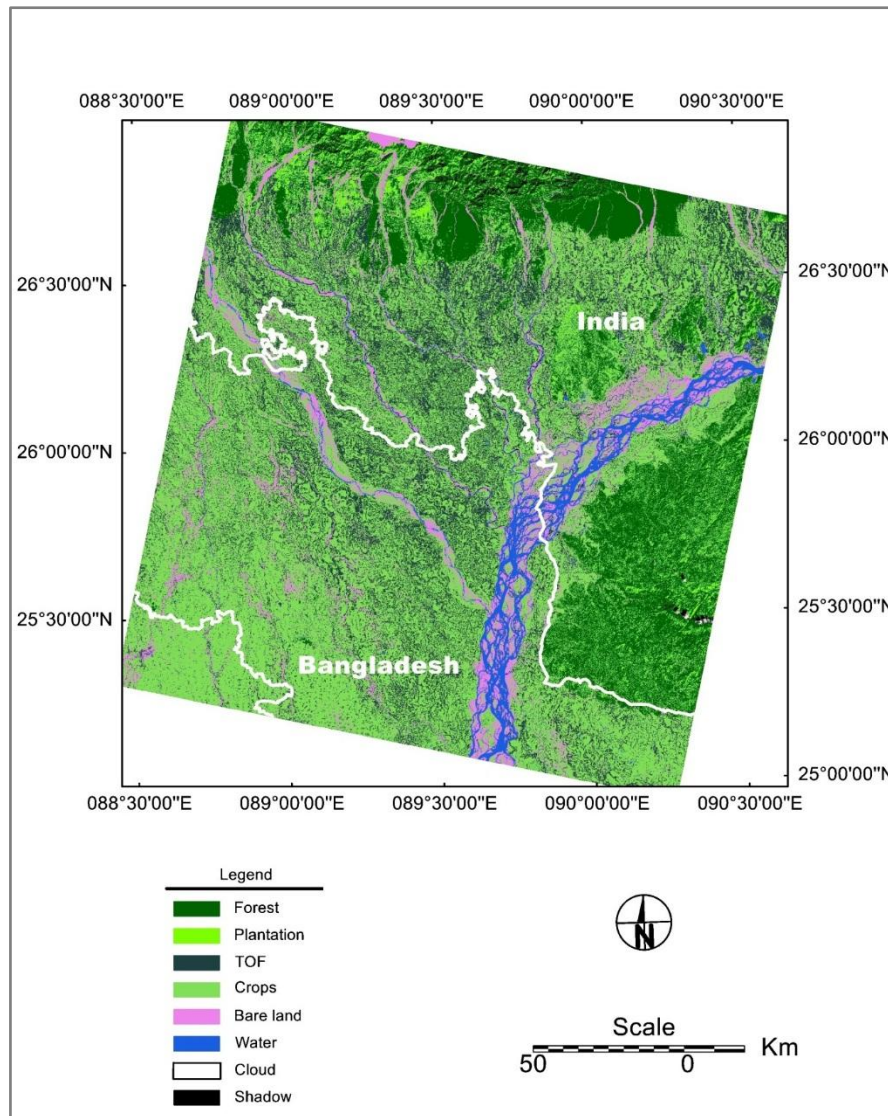 088°30'00"E 089°00'00"E 089°30'00"E 090°00'00"E 090°30'00"E
26°30'00"N 26°30'00"N
India
26°00'00"N 26°00'00"N
25°30'00"N 25°30'00"N
Bangladesh
25°00'00"N
088°30'00"E 089°00'00"E 089°30'00"E 090°00'00"E 090°30'00"E
Legend
Forest
Plantation
TOF
Crops
Bare land
Water
Cloud
Shadow
N
Scale
50 0 Km